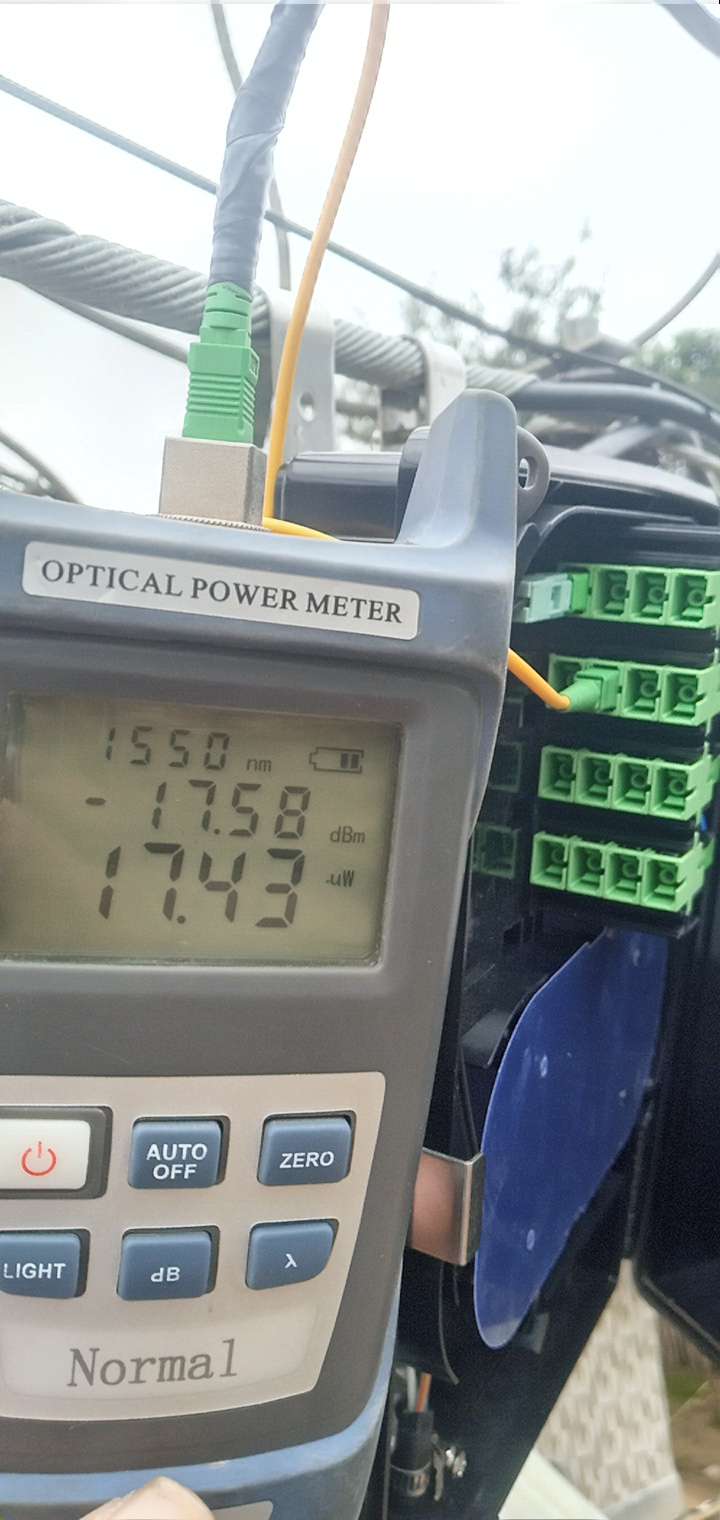 OPTICAL POWER METER
1550 nm
-17.58 dBm
17.43 uW
AUTO OFF
ZERO
LIGHT
dB
λ
Normal